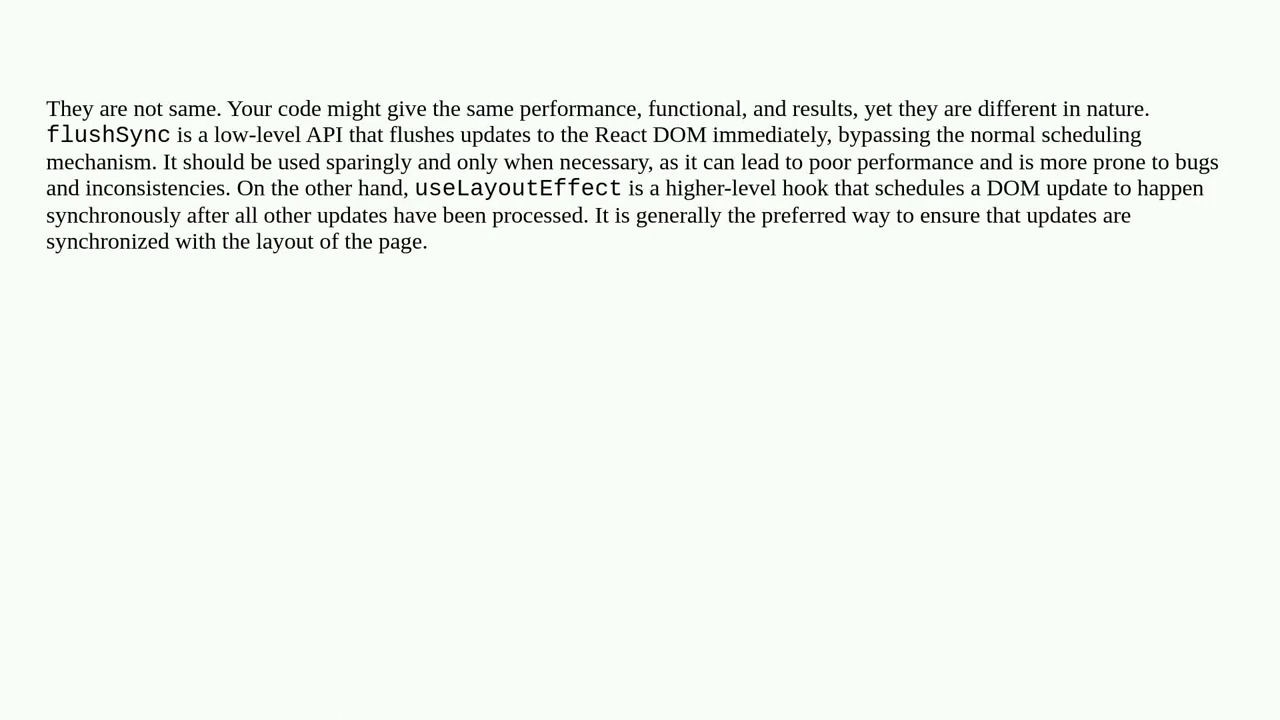 They are not same. Your code might give the same performance, functional, and results, yet they are different in nature.
flushSync is a low-level API that flushes updates to the React DOM immediately, bypassing the normal scheduling
mechanism. It should be used sparingly and only when necessary, as it can lead to poor performance and is more prone to bugs
and inconsistencies. On the other hand, useLayoutEffect is a higher-level hook that schedules a DOM update to happen
synchronously after all other updates have been processed. It is generally the preferred way to ensure that updates are
synchronized with the layout of the page.